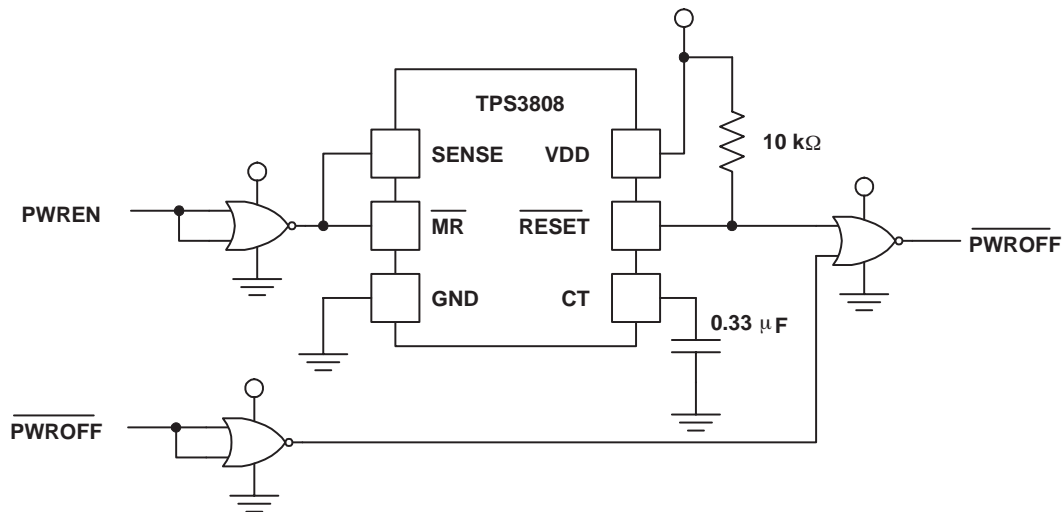 TPS3808
SENSE VDD
10 kΩ
PWREN
MR RESET
PWROFF
GND CT
0.33 μF
PWROFF